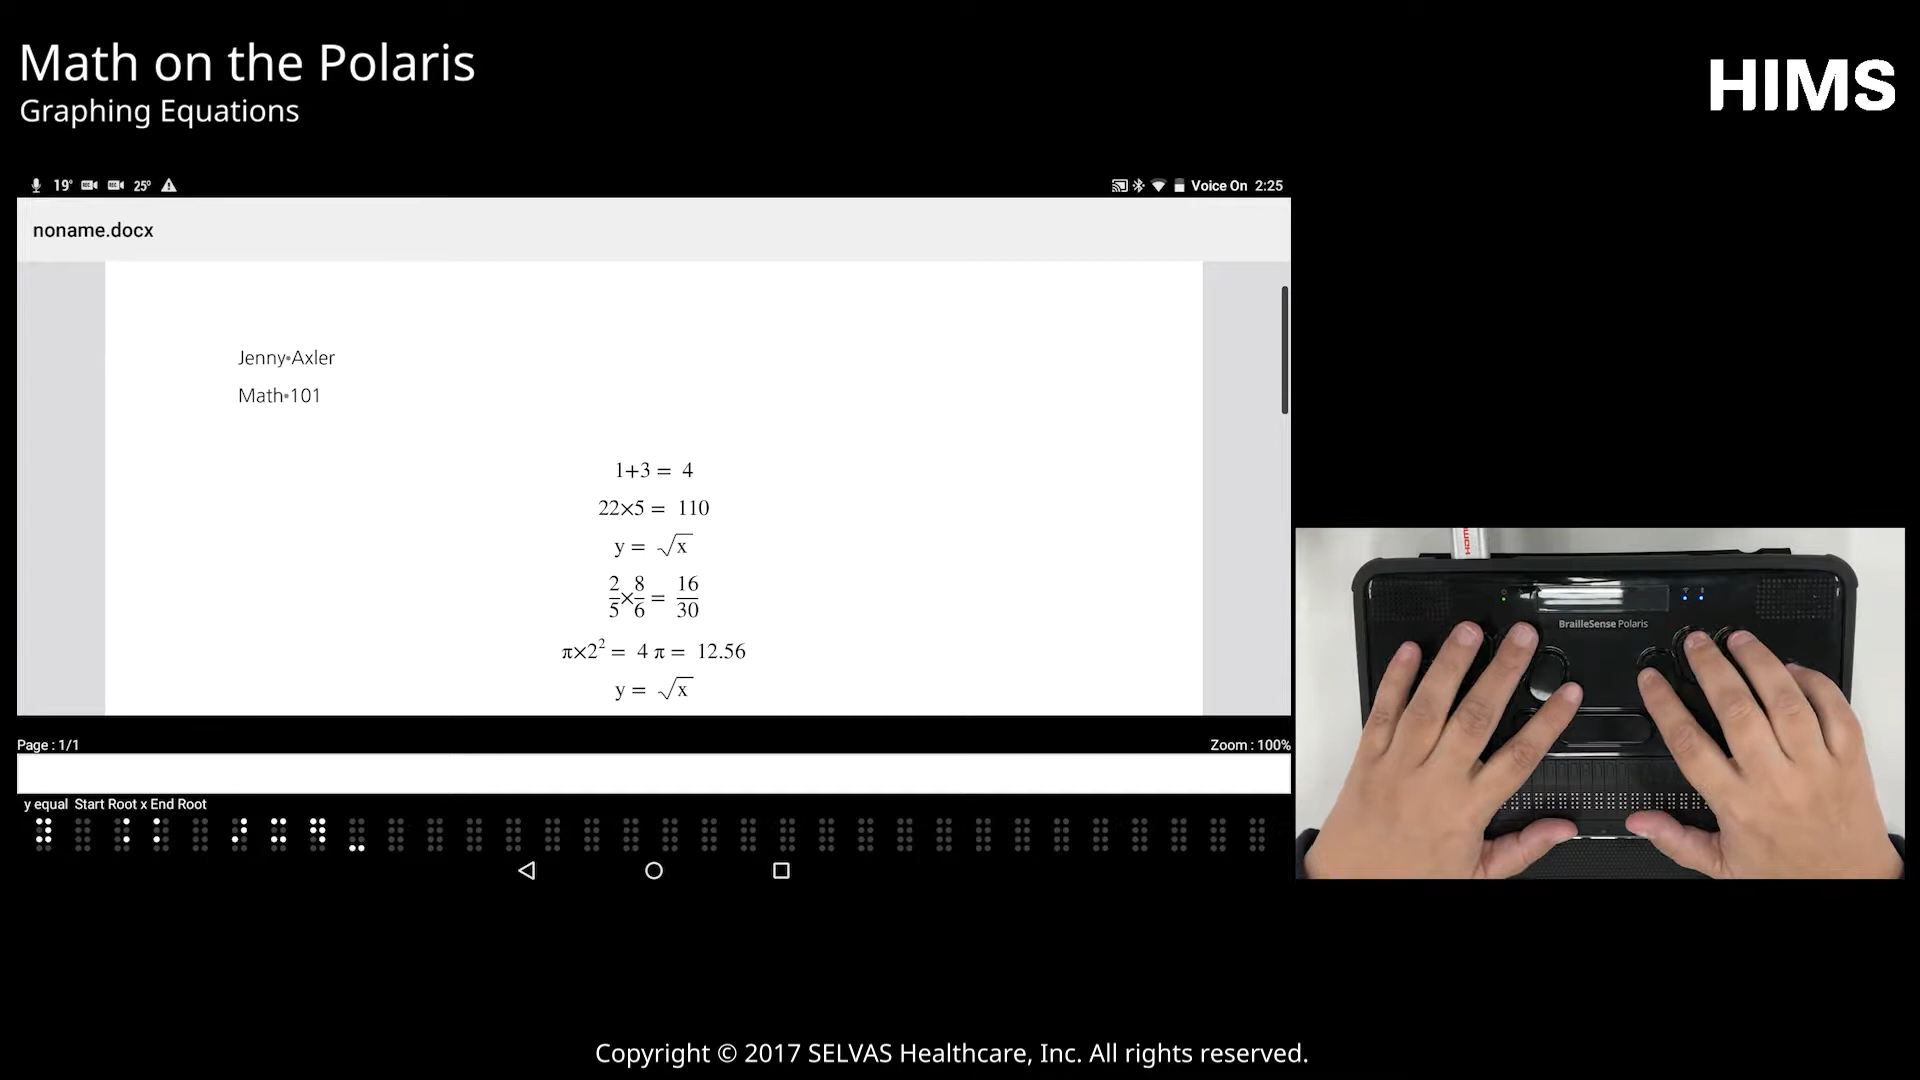 Math on the Polaris
Graphing Equations
HIMS
19° 25°
Voice On 2:25
noname.docx
Jenny•Axler
Math•101
1+3 = 4
22×5 = 110
y = √x
2/5×8/6 = 16/30
π×2² = 4 π = 12.56
y = √x
Page : 1/1
Zoom : 100%
y equal Start Root x End Root
BrailleSense Polaris
Copyright © 2017 SELVAS Healthcare, Inc. All rights reserved.